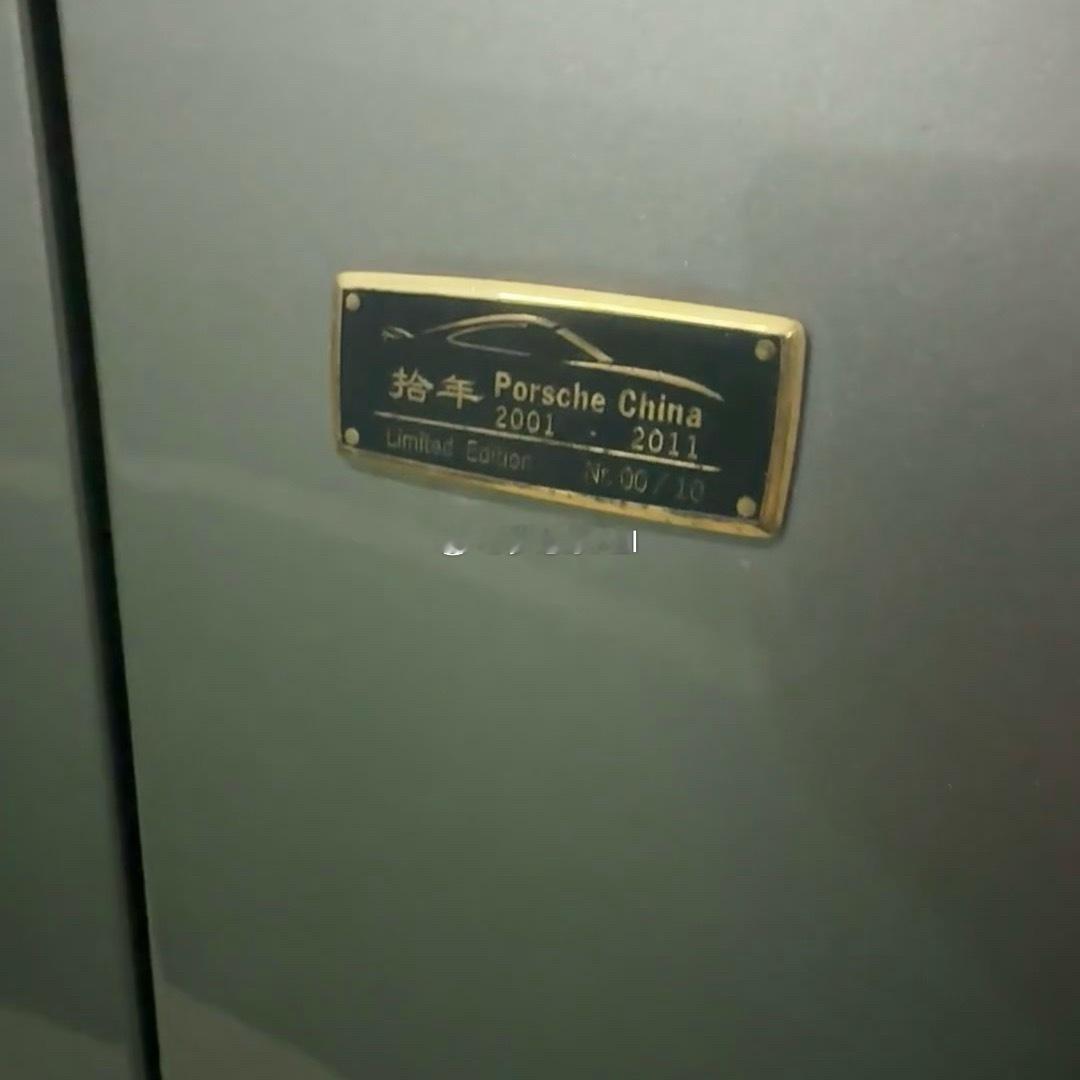 拾年 Porsche China
2001 - 2011
Limited Edition Nr. 00/10